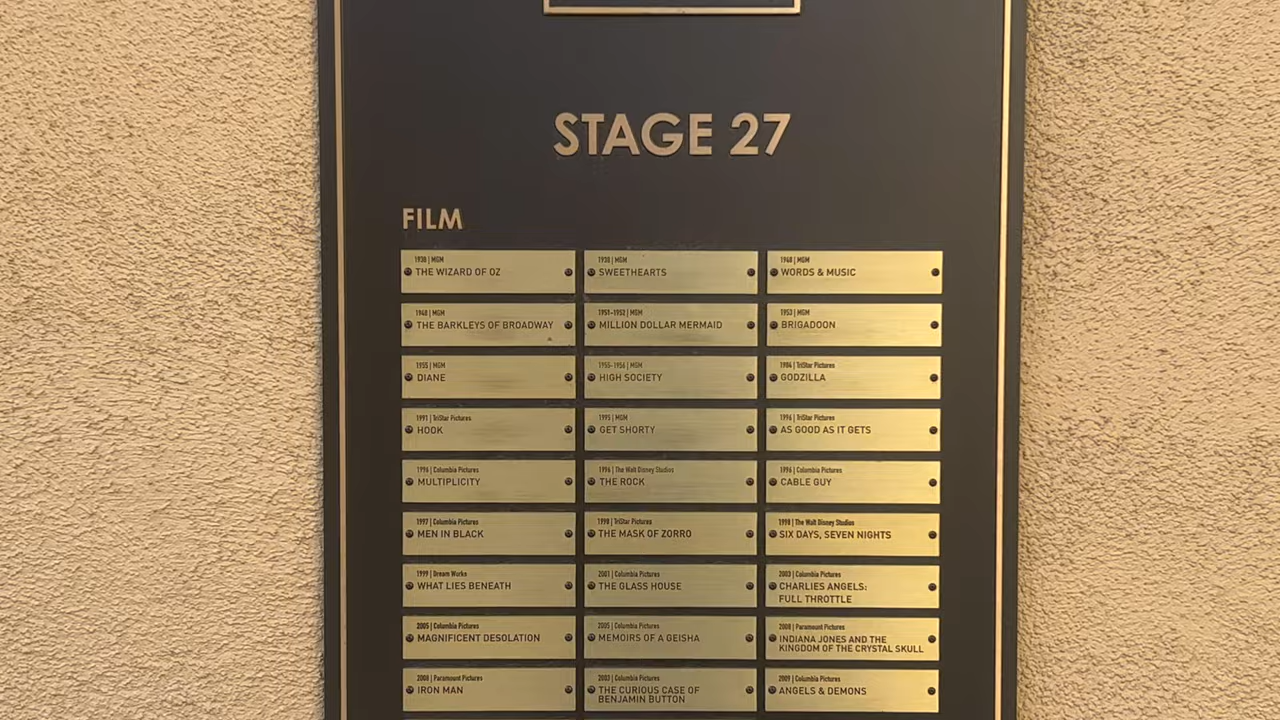 STAGE 27
FILM
1938 | MGM
THE WIZARD OF OZ
1938 | MGM
SWEETHEARTS
1948 | MGM
WORDS & MUSIC
1948 | MGM
THE BARKLEYS OF BROADWAY
1951-1952 | MGM
MILLION DOLLAR MERMAID
1953 | MGM
BRIGADOON
1955 | MGM
DIANE
1955-1956 | MGM
HIGH SOCIETY
1984 | TriStar Pictures
GODZILLA
1991 | TriStar Pictures
HOOK
1995 | MGM
GET SHORTY
1996 | TriStar Pictures
AS GOOD AS IT GETS
1996 | Columbia Pictures
MULTIPLICITY
1996 | The Walt Disney Studios
THE ROCK
1996 | Columbia Pictures
CABLE GUY
1997 | Columbia Pictures
MEN IN BLACK
1998 | TriStar Pictures
THE MASK OF ZORRO
1998 | The Walt Disney Studios
SIX DAYS, SEVEN NIGHTS
1999 | Dream Works
WHAT LIES BENEATH
2001 | Columbia Pictures
THE GLASS HOUSE
2003 | Columbia Pictures
CHARLIES ANGELS:
FULL THROTTLE
2005 | Columbia Pictures
MAGNIFICENT DESOLATION
2005 | Columbia Pictures
MEMOIRS OF A GEISHA
2008 | Paramount Pictures
INDIANA JONES AND THE
KINGDOM OF THE CRYSTAL SKULL
2008 | Paramount Pictures
IRON MAN
2003 | Columbia Pictures
THE CURIOUS CASE OF
BENJAMIN BUTTON
2009 | Columbia Pictures
ANGELS & DEMONS